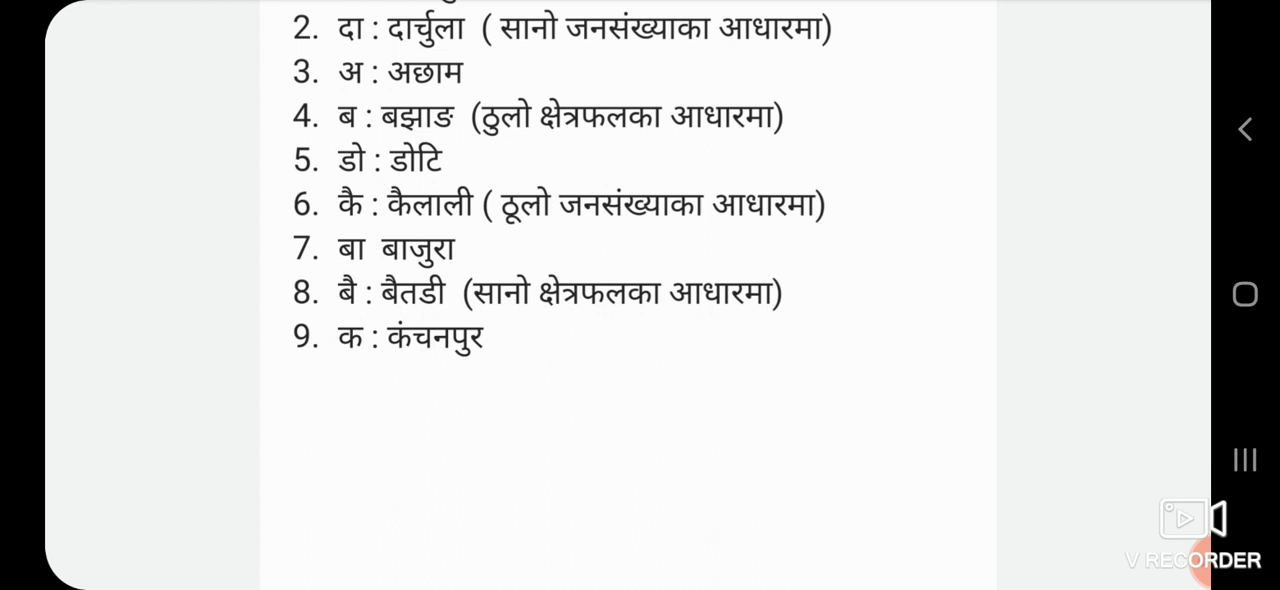 2. दा : दार्चुला ( सानो जनसंख्याका आधारमा)
3. अ : अछाम
4. ब : बझाङ (ठुलो क्षेत्रफलका आधारमा)
5. डो : डोटि
6. कै : कैलाली ( ठूलो जनसंख्याका आधारमा)
7. बा बाजुरा
8. बै : बैतडी (सानो क्षेत्रफलका आधारमा)
9. क : कंचनपुर
V RECORDER